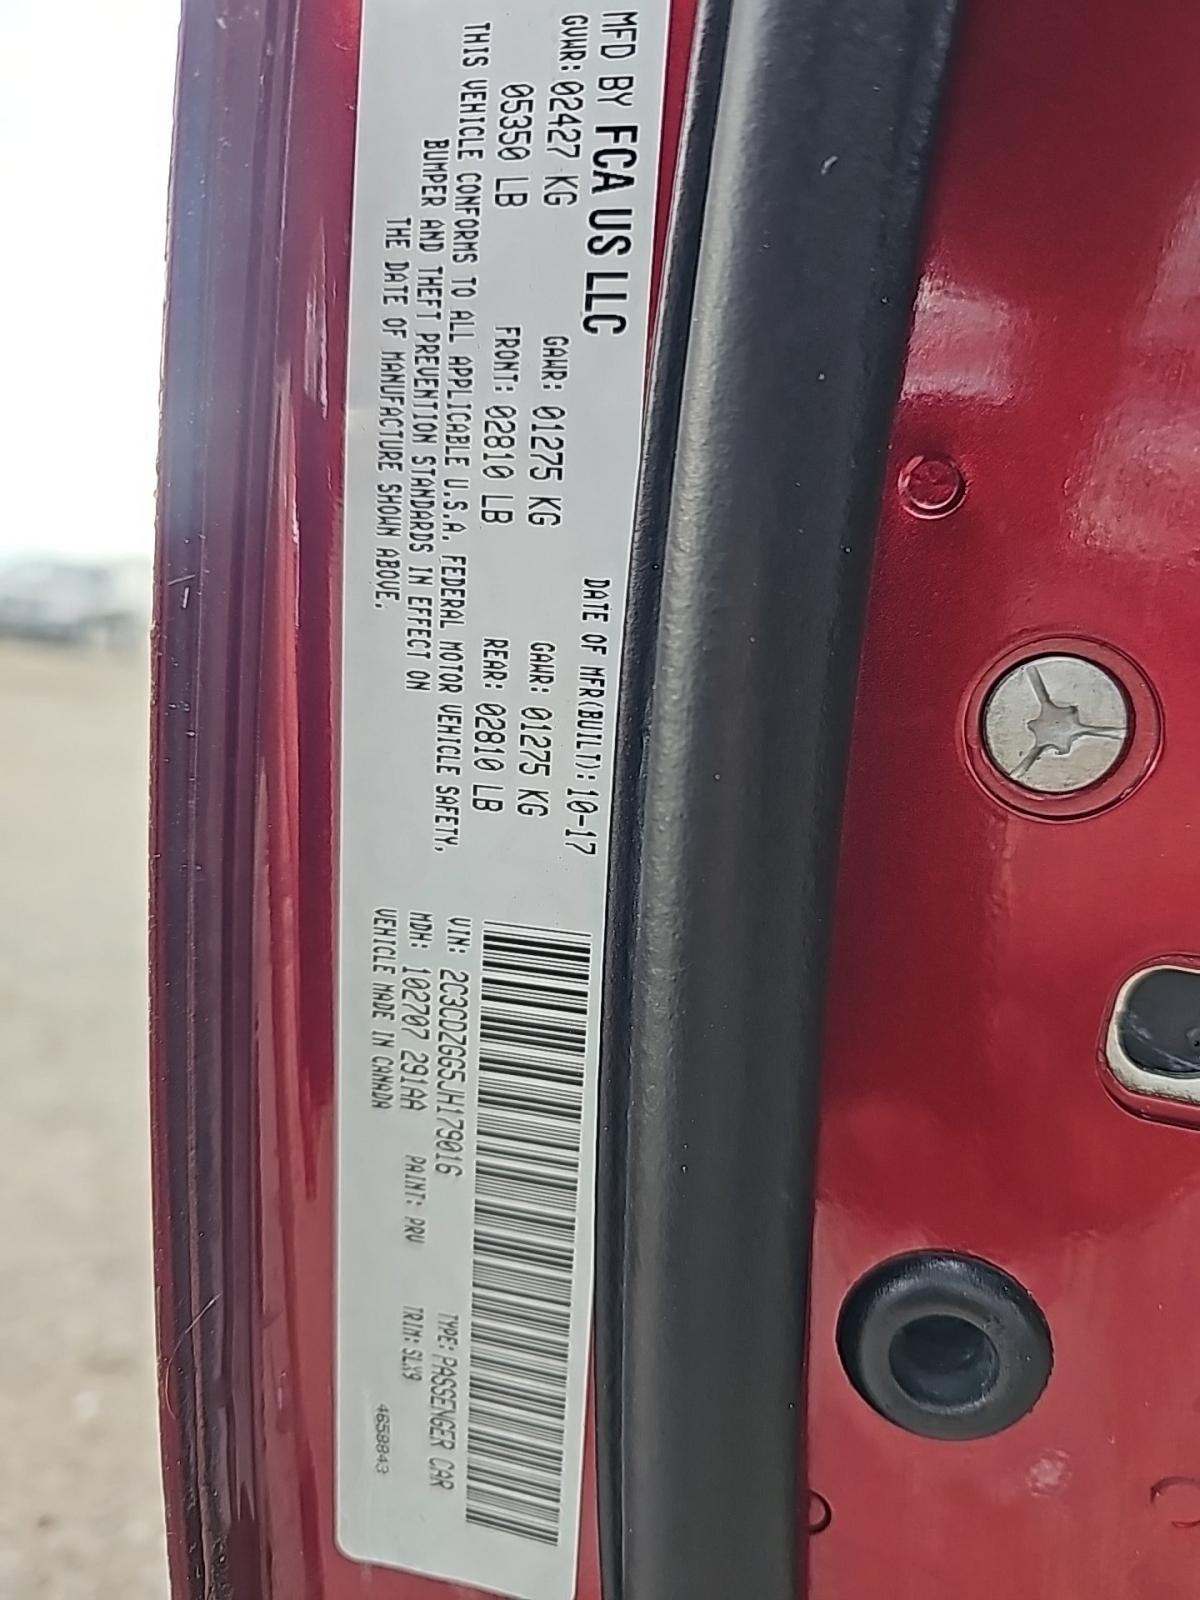 MFD BY FCA US LLC
DATE OF MFR(BUILT): 10-17
GVWR: 02427 KG
GAWR: 01275 KG
GAWR: 01275 KG
05350 LB
FRONT: 02810 LB
REAR: 02810 LB
THIS VEHICLE CONFORMS TO ALL APPLICABLE U.S.A. FEDERAL MOTOR VEHICLE SAFETY,
BUMPER AND THEFT PREVENTION STANDARDS IN EFFECT ON
THE DATE OF MANUFACTURE SHOWN ABOVE.
VIN: 2C3CDZGG5JH179016
TYPE: PASSENGER CAR
MDH: 102707 291AA
PAINT: PRV
TRIM: SLX9
VEHICLE MADE IN CANADA
4658843